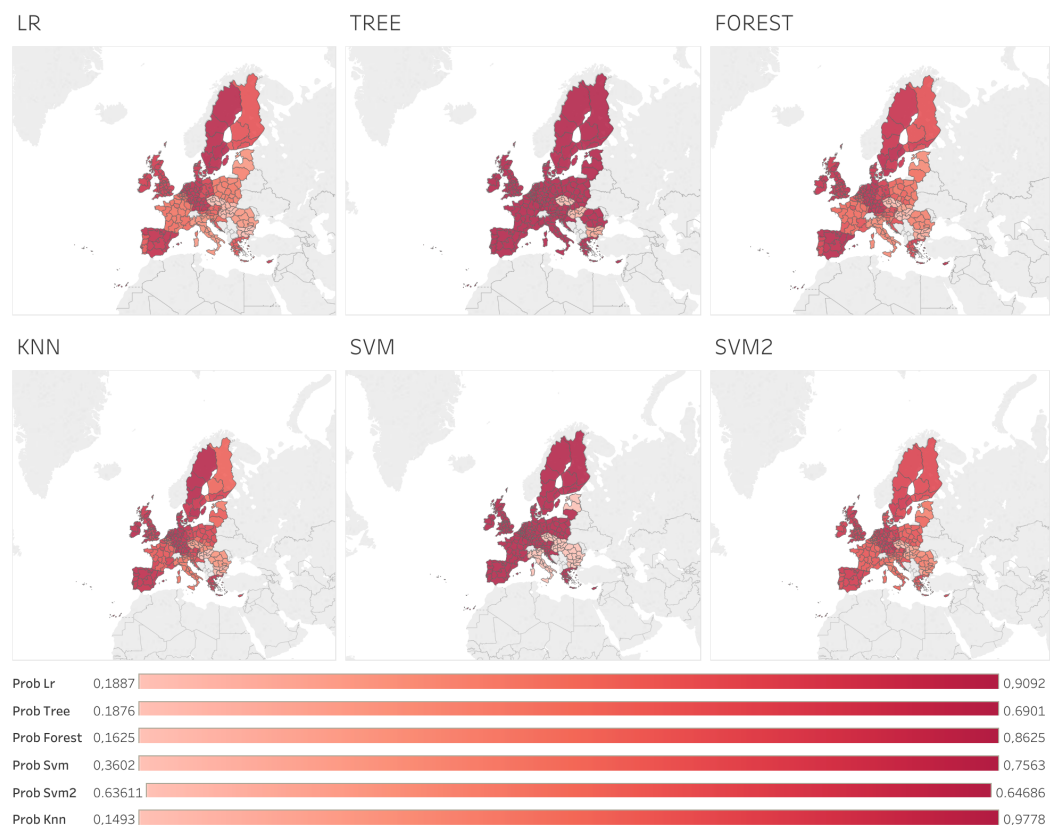 LR TREE FOREST
KNN SVM SVM2
Prob Lr 0,1887 0,9092
Prob Tree 0.1876 0.6901
Prob Forest 0,1625 0,8625
Prob Svm 0,3602 0,7563
Prob Svm2 0.63611 0.64686
Prob Knn 0,1493 0,9778